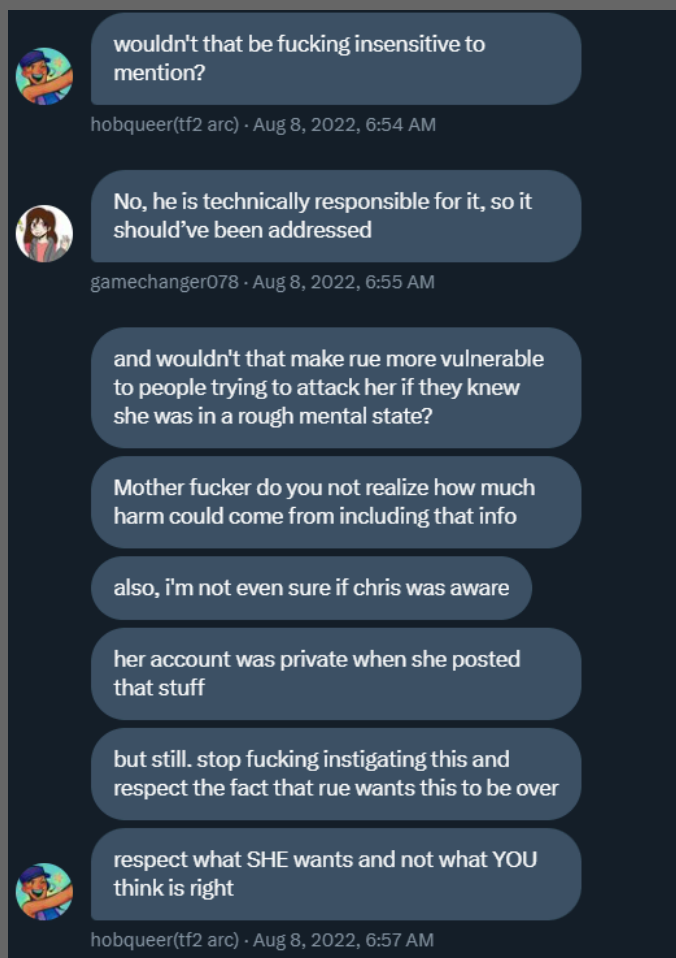 wouldn't that be fucking insensitive to
mention?
hobqueer(tf2 arc) · Aug 8, 2022, 6:54 AM
No, he is technically responsible for it, so it
should’ve been addressed
gamechanger078 · Aug 8, 2022, 6:55 AM
and wouldn't that make rue more vulnerable
to people trying to attack her if they knew
she was in a rough mental state?
Mother fucker do you not realize how much
harm could come from including that info
also, i'm not even sure if chris was aware
her account was private when she posted
that stuff
but still. stop fucking instigating this and
respect the fact that rue wants this to be over
respect what SHE wants and not what YOU
think is right
hobqueer(tf2 arc) · Aug 8, 2022, 6:57 AM